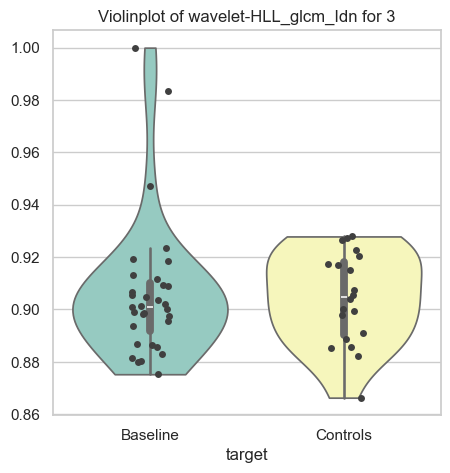 Violinplot of wavelet-HLL_glcm_Idn for 3
1.00
0.98
0.96
0.94
0.92
0.90
0.88
0.86
Baseline Controls
target